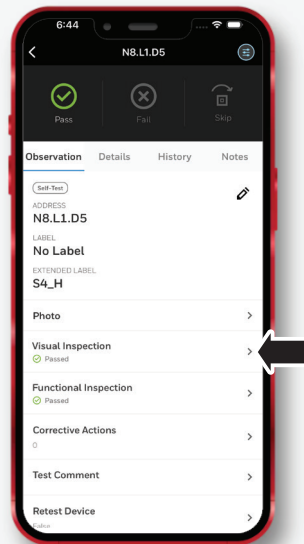 6:44
N8.L1.D5
Pass
Fail
Skip
Observation Details History Notes
Self-Test
ADDRESS
N8.L1.D5
LABEL
No Label
EXTENDED LABEL
S4_H
Photo
Visual Inspection
Passed
Functional Inspection
Passed
Corrective Actions
0
Test Comment
Retest Device
False